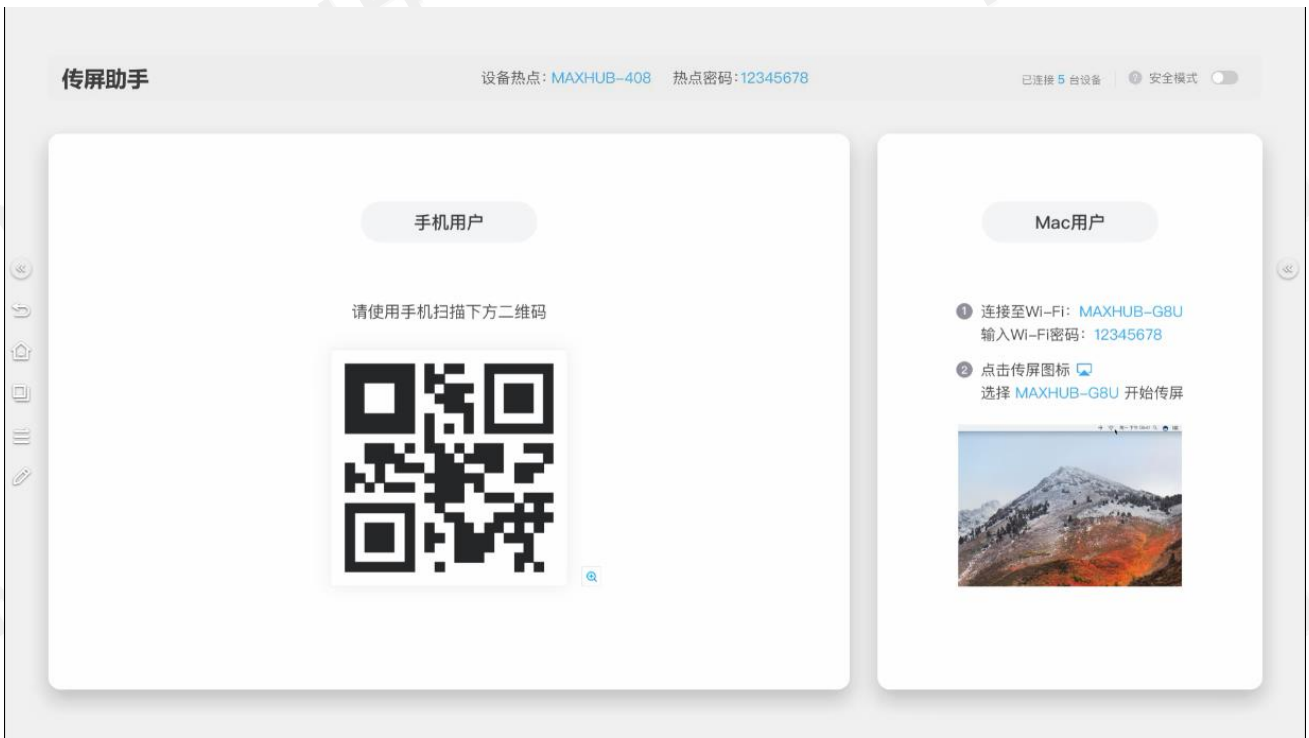 传屏助手
设备热点：MAXHUB-408 热点密码：12345678
已连接 5 台设备
安全模式
手机用户
请使用手机扫描下方二维码
Mac用户
1 连接至Wi-Fi：MAXHUB-G8U
输入Wi-Fi密码：12345678
2 点击传屏图标
选择 MAXHUB-G8U 开始传屏